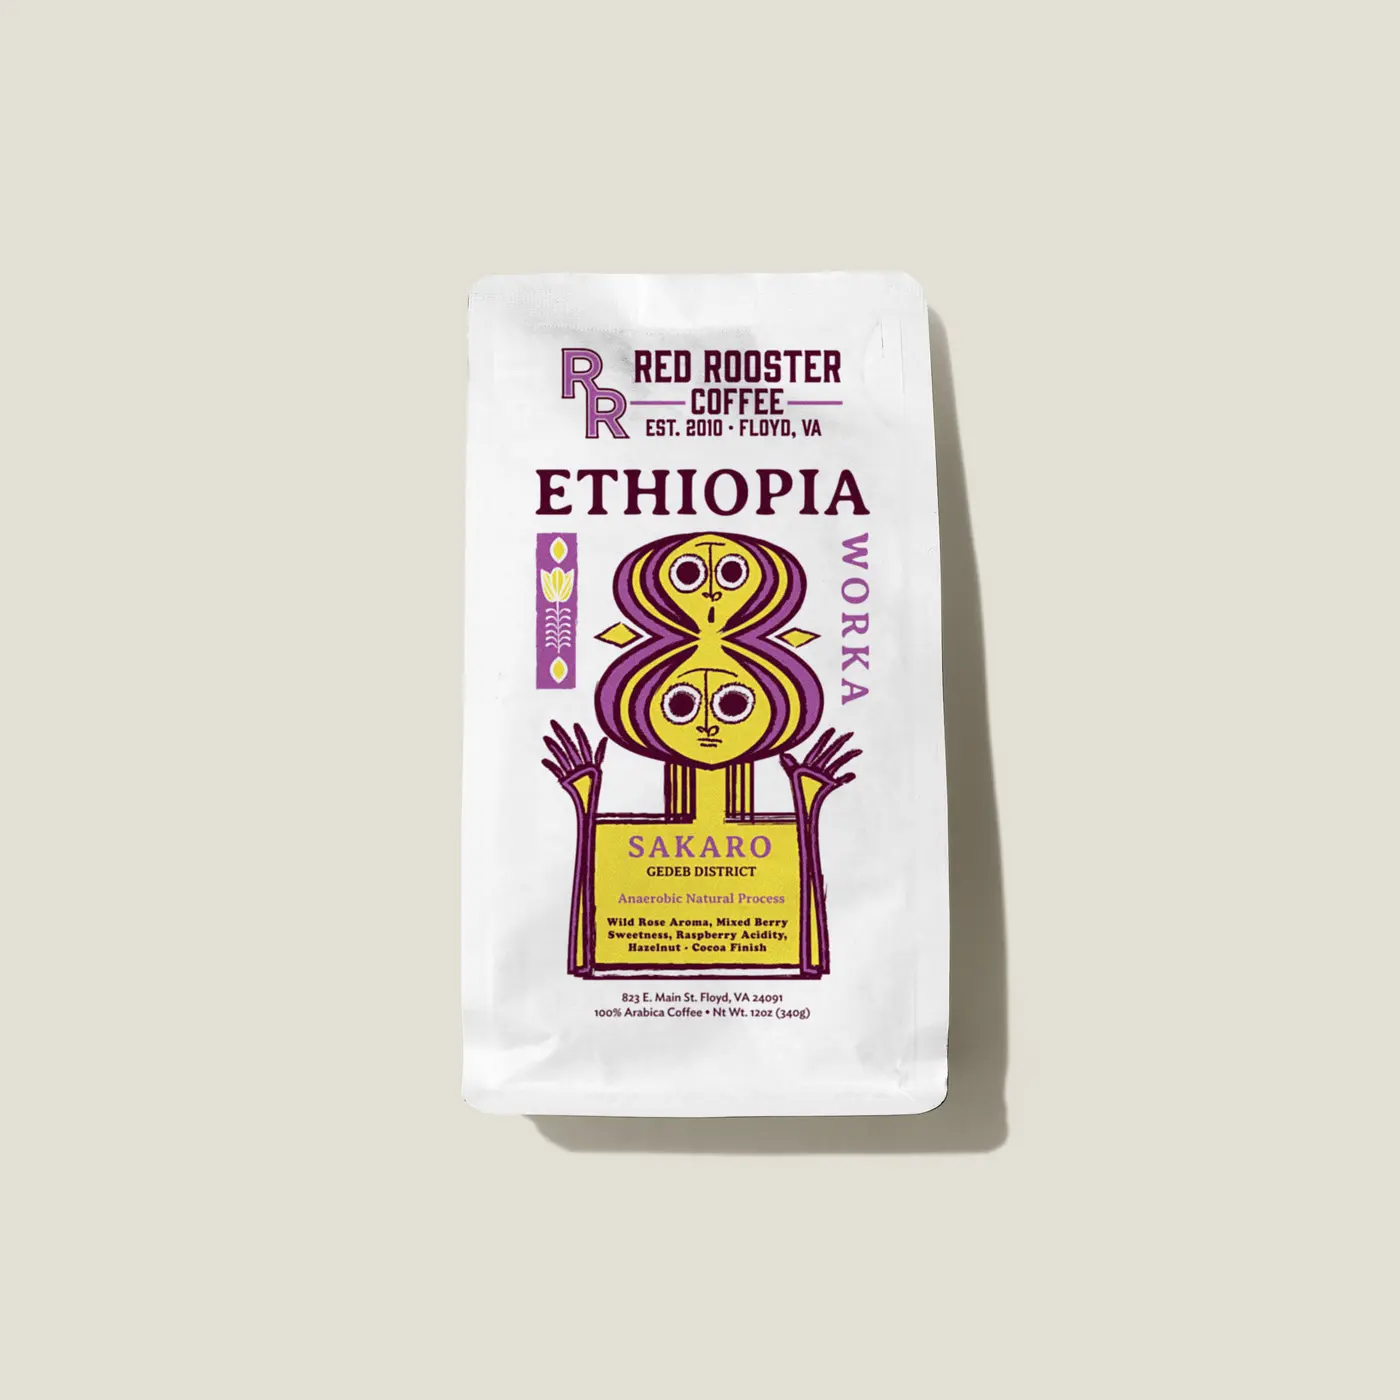 RR
RED ROOSTER
COFFEE
EST. 2010 • FLOYD, VA
ETHIOPIA
WORKA
SAKARO
GEDEB DISTRICT
Anaerobic Natural Process
Wild Rose Aroma, Mixed Berry
Sweetness, Raspberry Acidity,
Hazelnut - Cocoa Finish
823 E. Main St. Floyd, VA 24091
100% Arabica Coffee • Nt Wt. 12oz (340g)